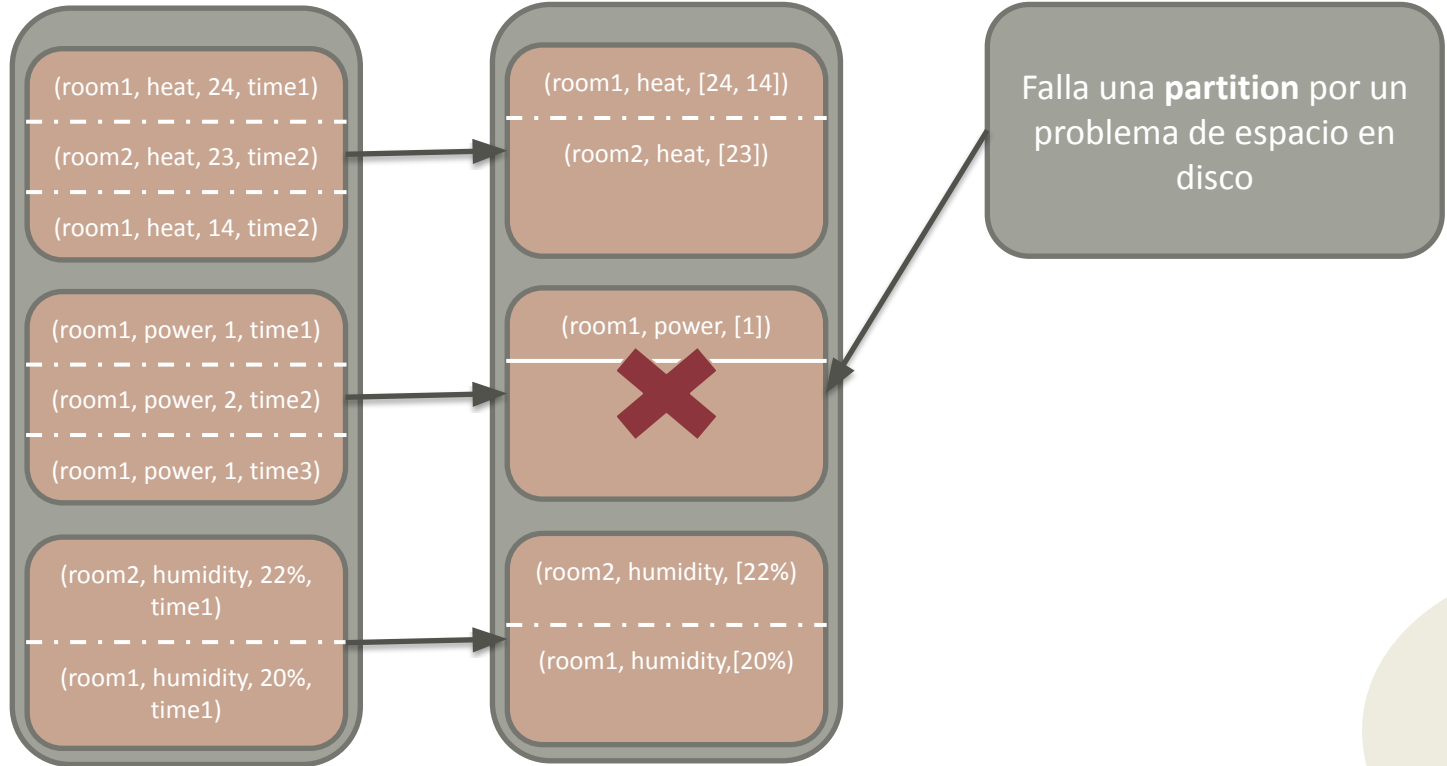 (room1, heat, 24, time1)
(room2, heat, 23, time2)
(room1, heat, 14, time2)
(room1, power, 1, time1)
(room1, power, 2, time2)
(room1, power, 1, time3)
(room2, humidity, 22%,
time1)
(room1, humidity, 20%,
time1)
(room1, heat, [24, 14])
(room2, heat, [23])
(room1, power, [1])
(room2, humidity, [22%)
(room1, humidity,[20%)
Falla una partition por un
problema de espacio en
disco